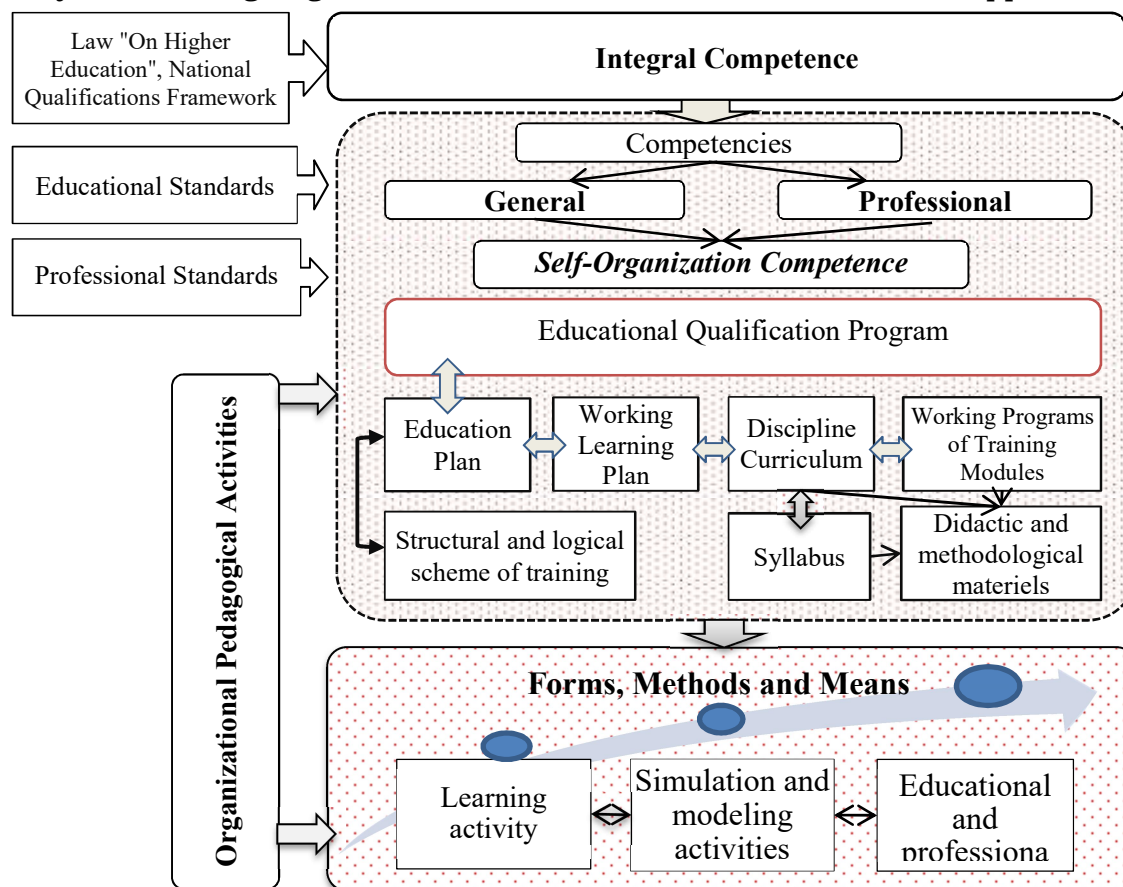 Law "On Higher
Education", National
Qualifications Framework
Integral Competence
Competencies
Educational Standards
General
Professional
Professional Standards
Self-Organization Competence
Educational Qualification Program
Organizational Pedagogical Activities
Education
Plan
Working
Learning
Plan
Discipline
Curriculum
Working Programs
of Training
Modules
Structural and logical
scheme of training
Syllabus
Didactic and
methodological
materiels
Forms, Methods and Means
Learning
activity
Simulation and
modeling
activities
Educational
and
professiona